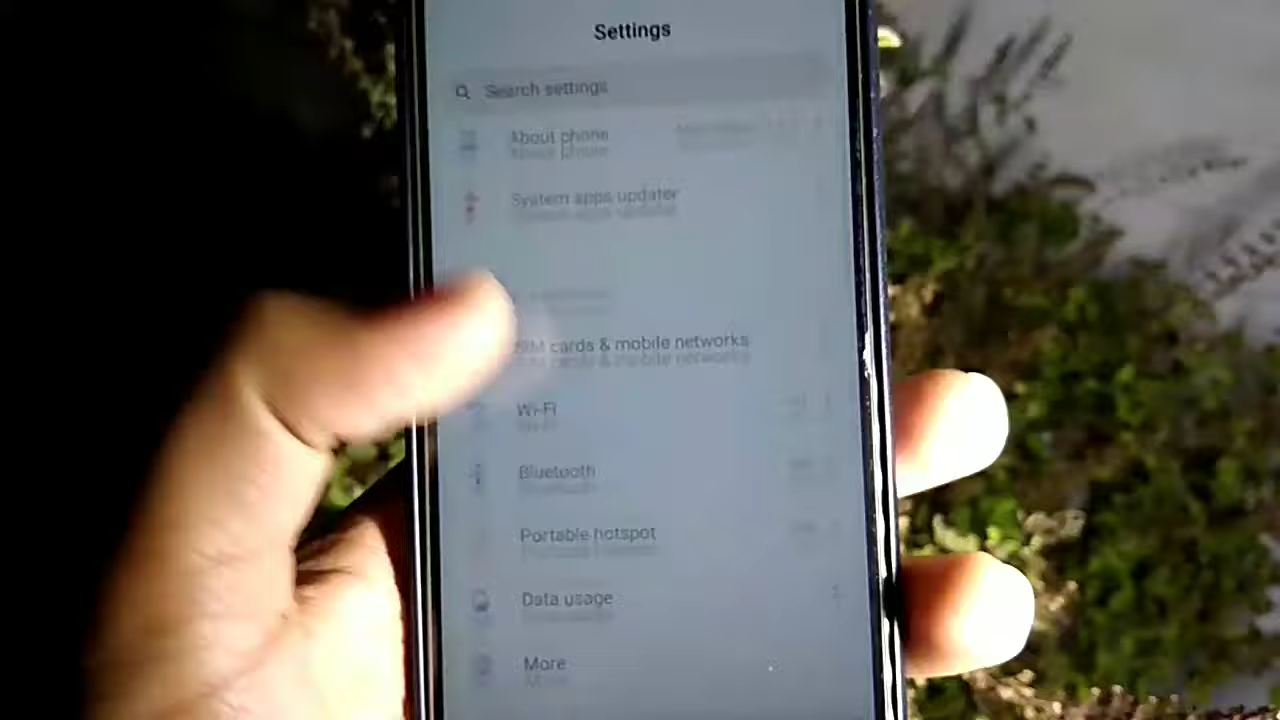 Settings
Search settings
About phone
System apps updater
SIM cards & mobile networks
Wi-Fi
Bluetooth
Portable hotspot
Data usage
More